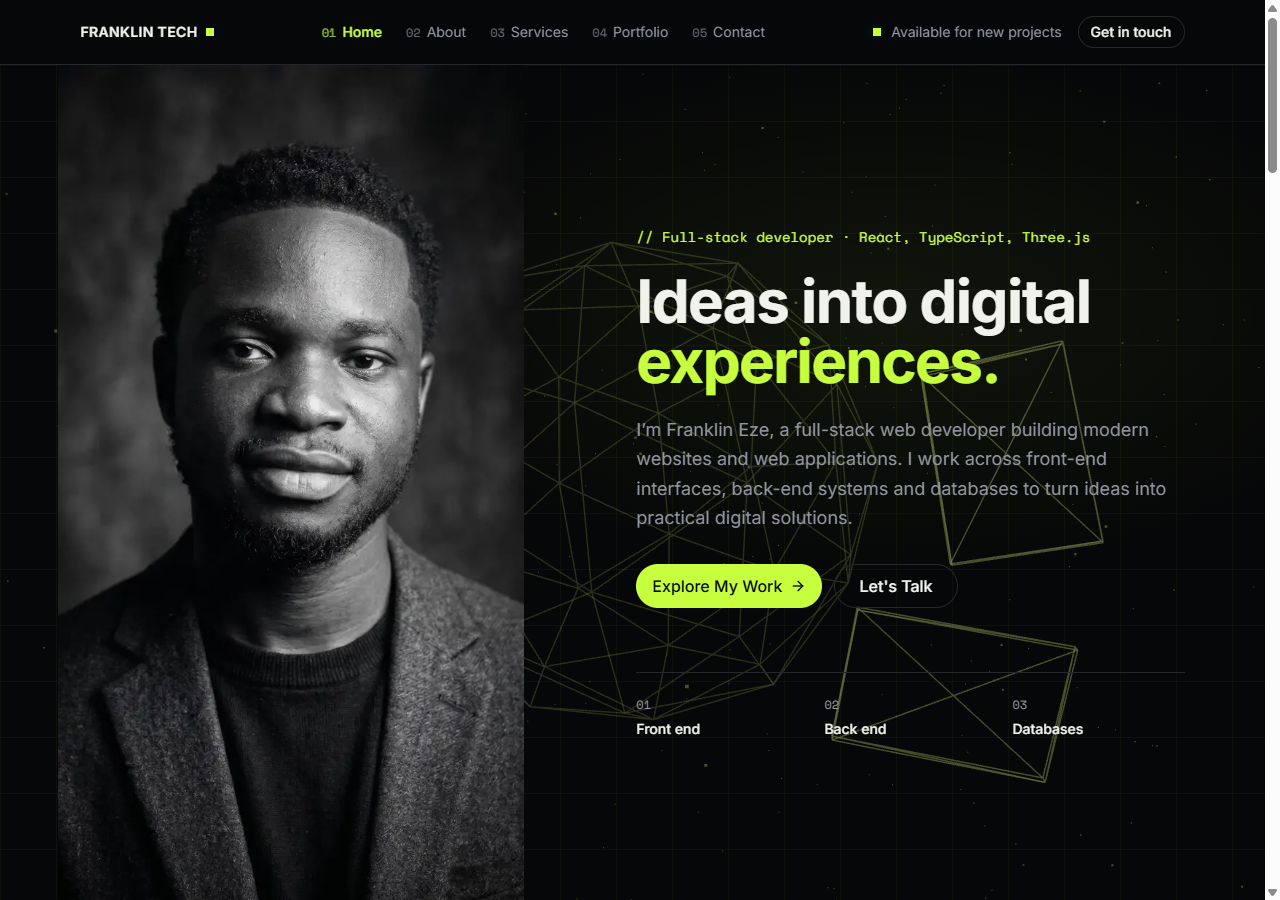 FRANKLIN TECH
01 Home 02 About 03 Services 04 Portfolio 05 Contact
Available for new projects
Get in touch
// Full-stack developer · React, TypeScript, Three.js
Ideas into digital
experiences.
I’m Franklin Eze, a full-stack web developer building modern
websites and web applications. I work across front-end
interfaces, back-end systems and databases to turn ideas into
practical digital solutions.
Explore My Work →
Let's Talk
01 02 03
Front end Back end Databases